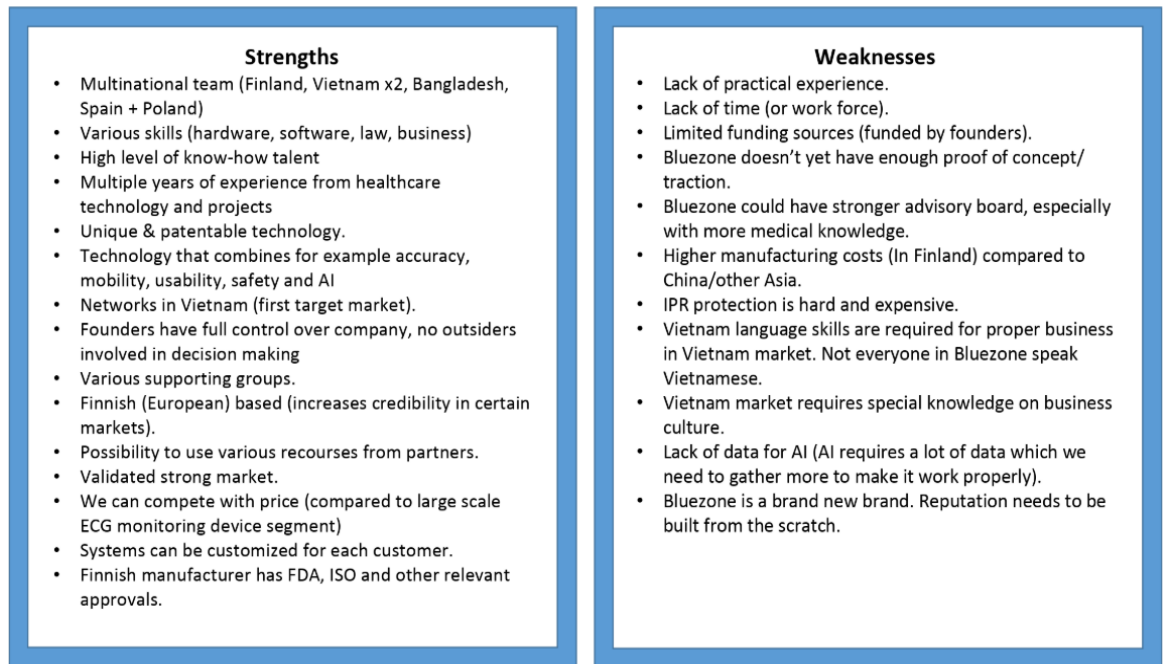 Strengths
• Multinational team (Finland, Vietnam x2, Bangladesh,
Spain + Poland)
• Various skills (hardware, software, law, business)
• High level of know-how talent
• Multiple years of experience from healthcare
technology and projects
• Unique & patentable technology.
• Technology that combines for example accuracy,
mobility, usability, safety and AI
• Networks in Vietnam (first target market).
• Founders have full control over company, no outsiders
involved in decision making
• Various supporting groups.
• Finnish (European) based (increases credibility in certain
markets).
• Possibility to use various recourses from partners.
• Validated strong market.
• We can compete with price (compared to large scale
ECG monitoring device segment)
• Systems can be customized for each customer.
• Finnish manufacturer has FDA, ISO and other relevant
approvals.
Weaknesses
• Lack of practical experience.
• Lack of time (or work force).
• Limited funding sources (funded by founders).
• Bluezone doesn't yet have enough proof of concept/
traction.
• Bluezone could have stronger advisory board, especially
with more medical knowledge.
• Higher manufacturing costs (In Finland) compared to
China/other Asia.
• IPR protection is hard and expensive.
• Vietnam language skills are required for proper business
in Vietnam market. Not everyone in Bluezone speak
Vietnamese.
• Vietnam market requires special knowledge on business
culture.
• Lack of data for AI (AI requires a lot of data which we
need to gather more to make it work properly).
• Bluezone is a brand new brand. Reputation needs to be
built from the scratch.